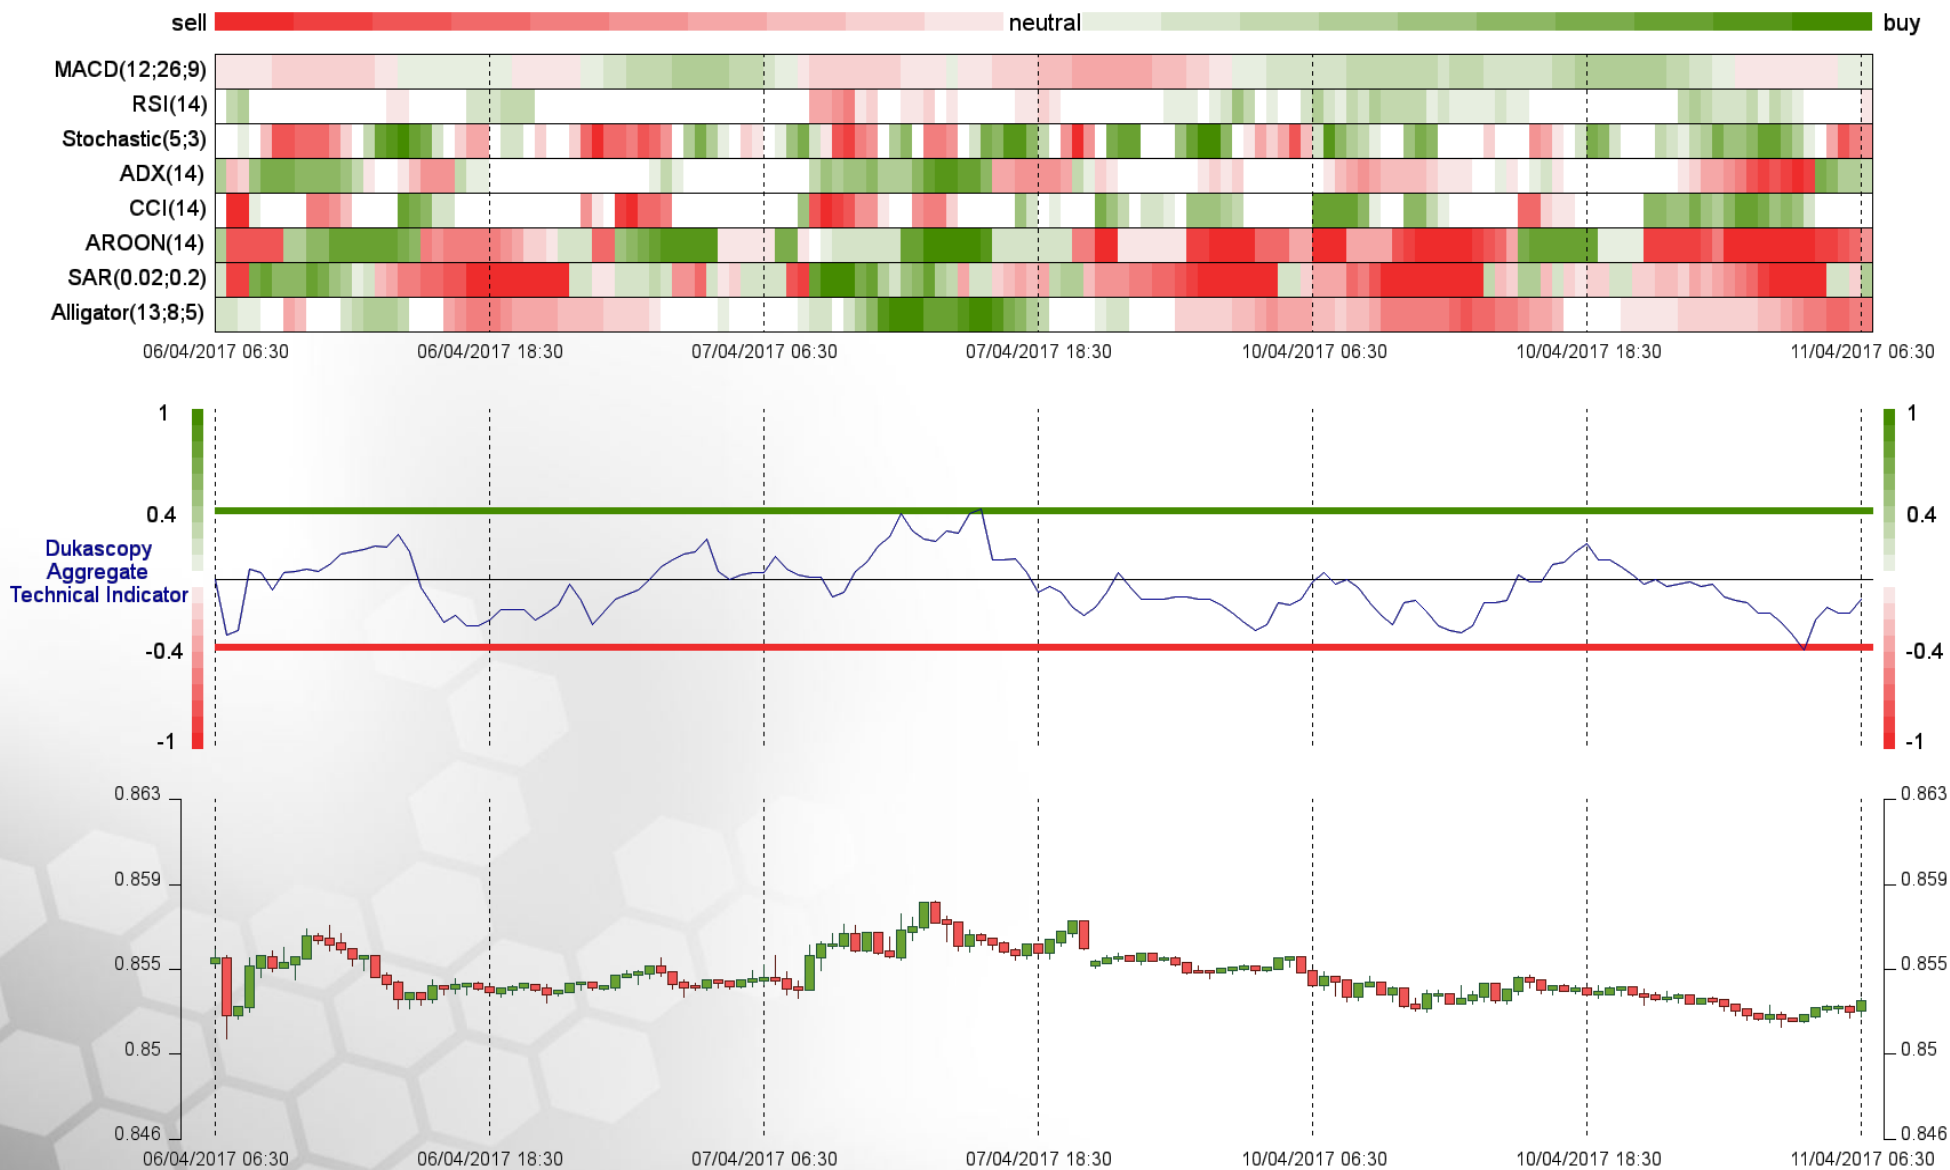 sell neutral buy
MACD(12;26;9)
RSI(14)
Stochastic(5;3)
ADX(14)
CCI(14)
AROON(14)
SAR(0.02;0.2)
Alligator(13;8;5)
06/04/2017 06:30 06/04/2017 18:30 07/04/2017 06:30 07/04/2017 18:30 10/04/2017 06:30 10/04/2017 18:30 11/04/2017 06:30
1 1
0.4 0.4
Dukascopy
Aggregate
Technical Indicator
-0.4 -0.4
-1 -1
0.863 0.863
0.859 0.859
0.855 0.855
0.85 0.85
0.846 0.846
06/04/2017 06:30 06/04/2017 18:30 07/04/2017 06:30 07/04/2017 18:30 10/04/2017 06:30 10/04/2017 18:30 11/04/2017 06:30